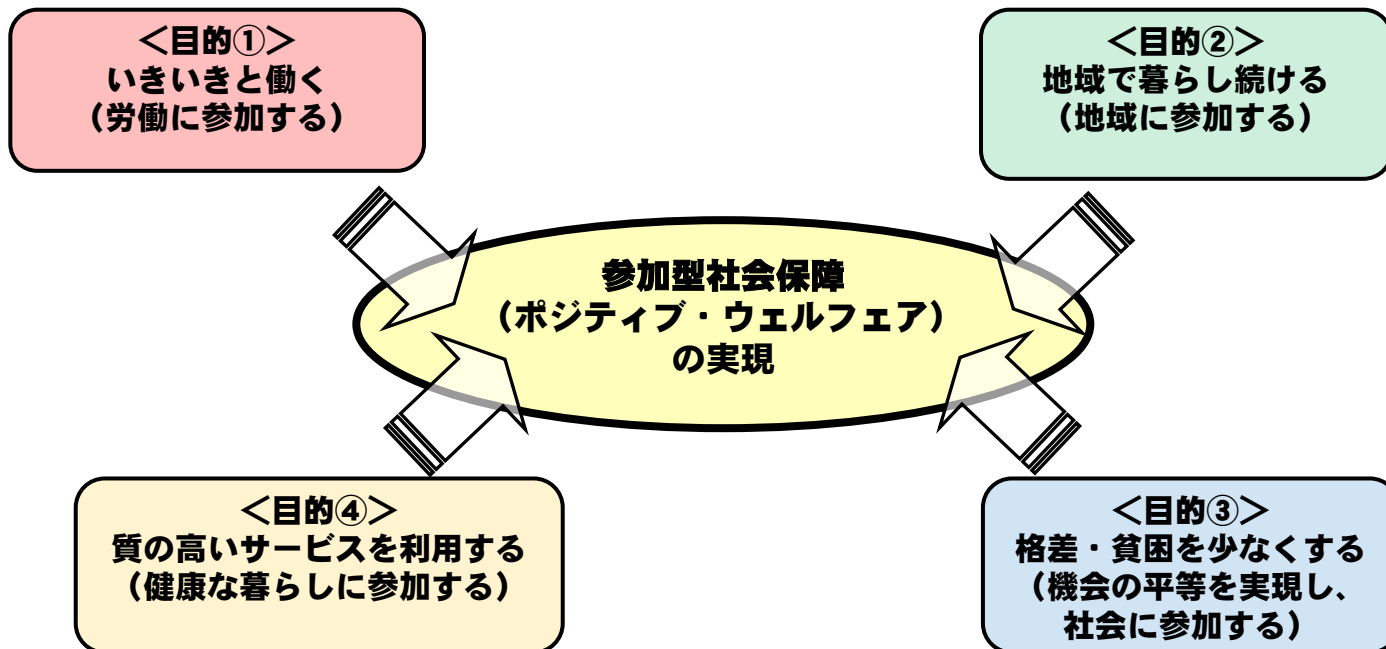 ＜目的①＞
いきいきと働く
（労働に参加する）
＜目的②＞
地域で暮らし続ける
（地域に参加する）
参加型社会保障
（ポジティブ・ウェルフェア）
の実現
＜目的④＞
質の高いサービスを利用する
（健康な暮らしに参加する）
＜目的③＞
格差・貧困を少なくする
（機会の平等を実現し、
社会に参加する）